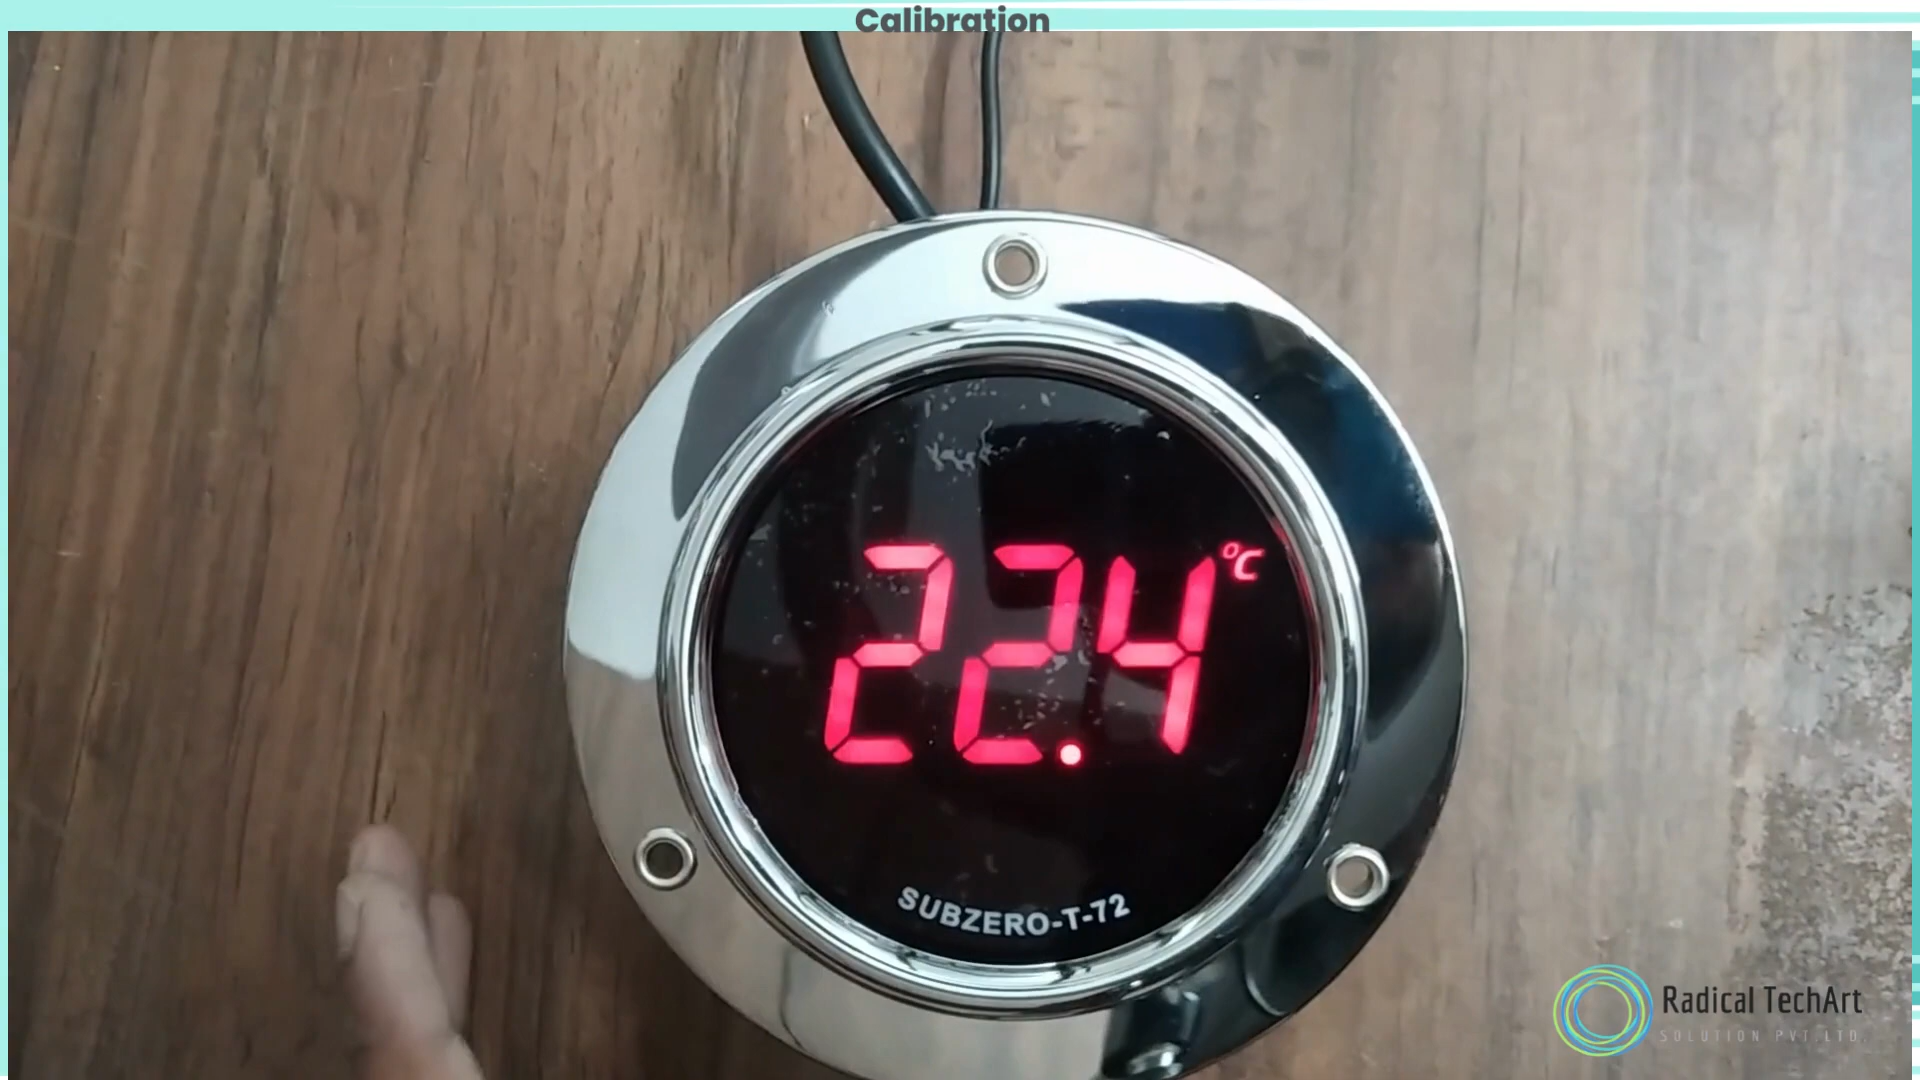 Calibration
22.4 °C
SUBZERO-T-72
Radical TechArt
SOLUTION PVT.LTD.